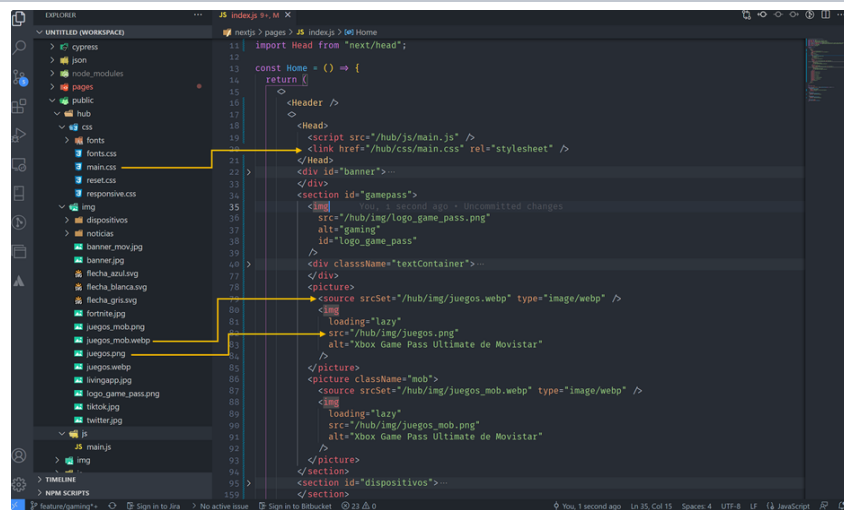 EXPLORER
JS index.js 9+, M
UNTITLED (WORKSPACE)
nextjs > pages > JS index.js > Home
cypress
json
node_modules
pages
public
hub
css
fonts
fonts.css
main.css
reset.css
responsive.css
img
dispositivos
noticias
banner_mov.jpg
banner.jpg
flecha_azul.svg
flecha_blanca.svg
flecha_gris.svg
fortnite.jpg
juegos_mob.png
juegos_mob.webp
juegos.png
juegos.webp
livingapp.jpg
logo_game_pass.png
tiktok.jpg
twitter.jpg
js
JS main.js
img
TIMELINE
NPM SCRIPTS
11 import Head from "next/head";
12
13 const Home = () ⇒ {
14 return (
15 <>
16 <Header />
17 <>
18 <Head>
19 <script src="/hub/js/main.js" />
<link href="/hub/css/main.css" rel="stylesheet" />
21 </Head>
22 > <div id="banner">…
33 </div>
34 <section id="gamepass">
35 <img You, 1 second ago • Uncommitted changes
36 src="/hub/img/logo_game_pass.png"
37 alt="gaming"
38 id="logo_game_pass"
39 />
40 > <div classsName="textContainer">…
77 </div>
78 <picture>
79 <source srcSet="/hub/img/juegos.webp" type="image/webp" />
80 <img
81 loading="lazy"
82 src="/hub/img/juegos.png"
83 alt="Xbox Game Pass Ultimate de Movistar"
84 />
85 </picture>
86 <picture className="mob">
87 <source srcSet="/hub/img/juegos_mob.webp" type="image/webp" />
88 <img
89 loading="lazy"
90 src="/hub/img/juegos_mob.png"
91 alt="Xbox Game Pass Ultimate de Movistar"
92 />
93 </picture>
94 </section>
95 > <section id="dispositivos">…
159 </section>
feature/gaming*+ Sign in to Jira No active issue Sign in to Bitbucket 23 0 You, 1 second ago Ln 35, Col 15 Spaces: 4 UTF-8 LF JavaScript